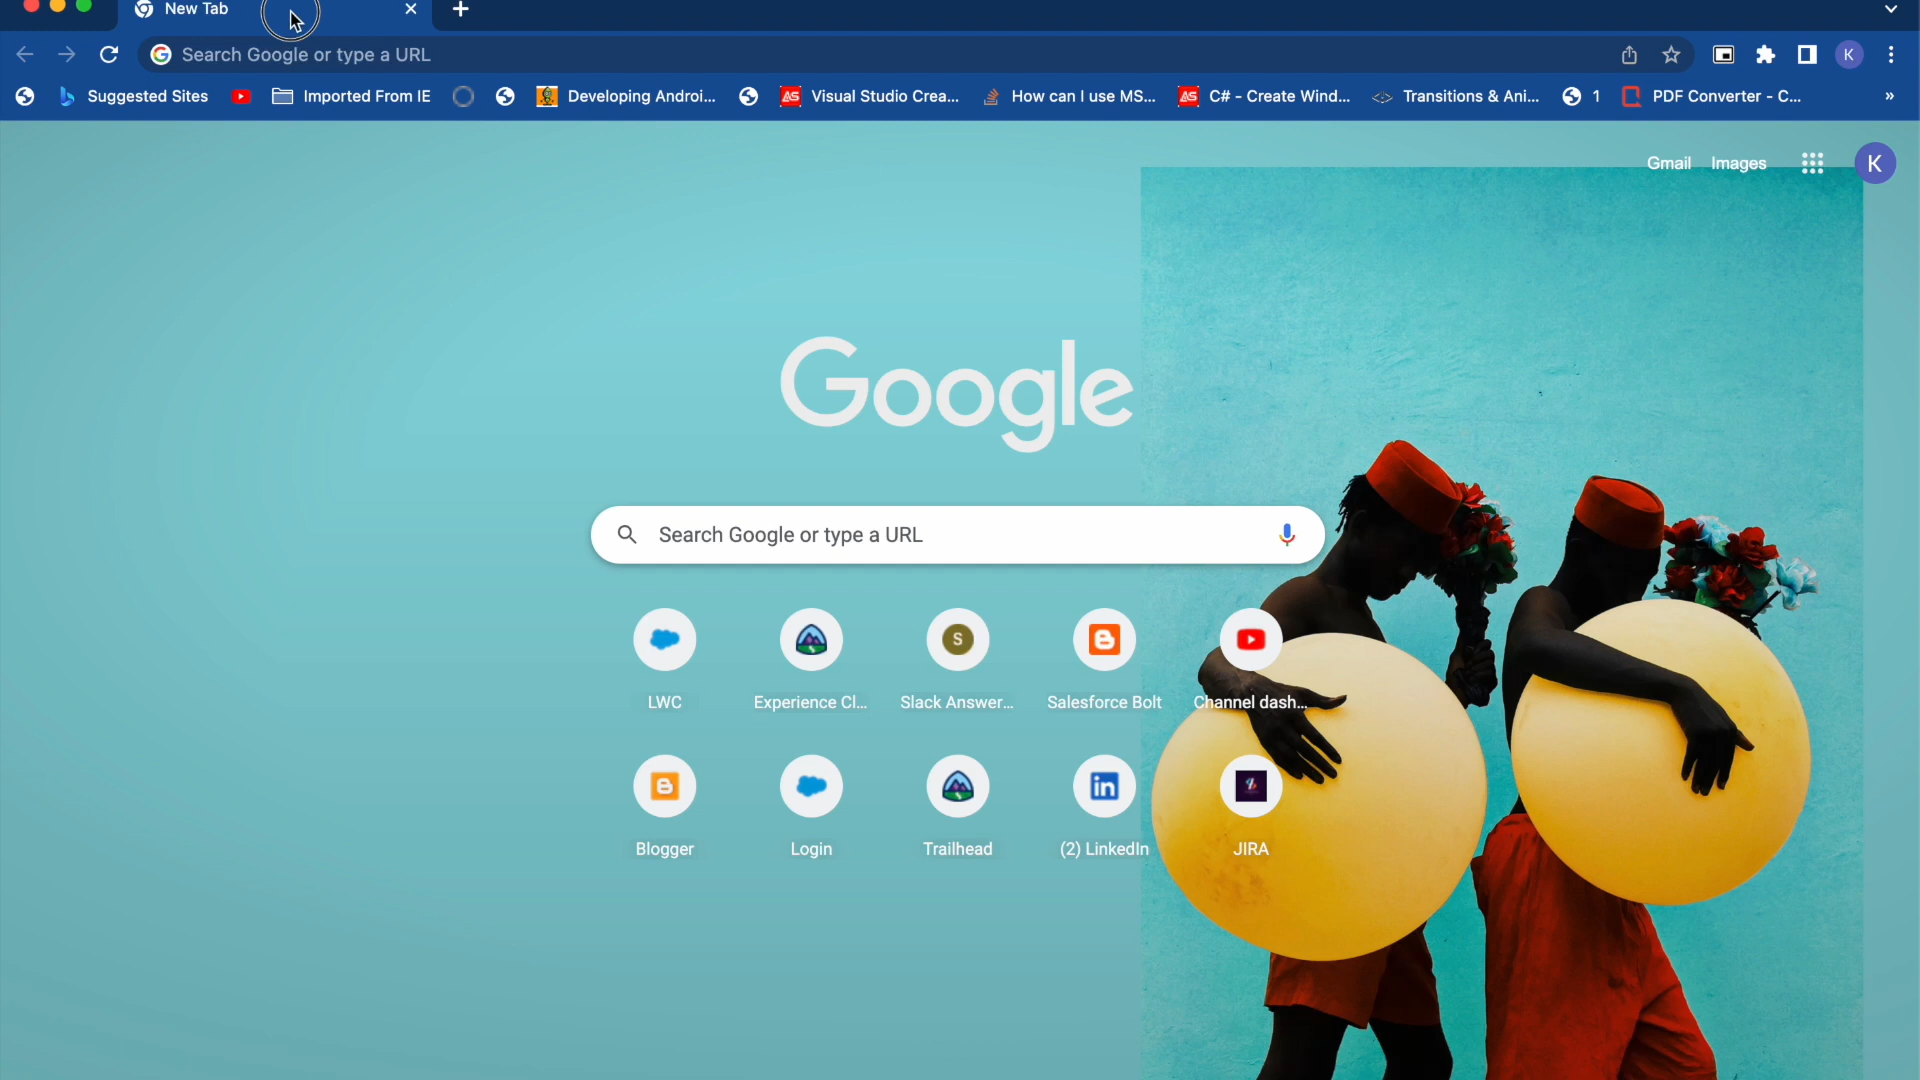 New Tab
Search Google or type a URL
K
Suggested Sites
Imported From IE
Developing Androi...
Visual Studio Crea...
How can I use MS...
C# - Create Wind...
Transitions & Ani...
1
PDF Converter - C...
»
Gmail
Images
K
Google
Search Google or type a URL
S
LWC
Experience Cl...
Slack Answer...
Salesforce Bolt
Channel dash...
in
Blogger
Login
Trailhead
(2) LinkedIn
JIRA